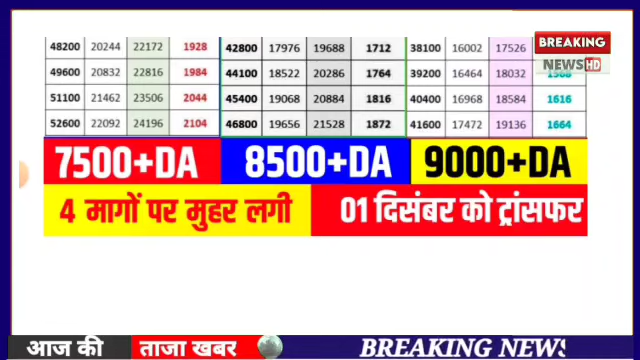 48200 20244 22172 1928 42800 17976 19688 1712 38100 16002 17526
BREAKING
NEWS HD
49600 20832 22816 1984 44100 18522 20286 1764 39200 16464 18032 1568
51100 21462 23506 2044 45400 19068 20884 1816 40400 16968 18584 1616
52600 22092 24196 2104 46800 19656 21528 1872 41600 17472 19136 1664
7500+DA 8500+DA 9000+DA
4 मागों पर मुहर लगी 01 दिसंबर को ट्रांसफर
आज की ताजा खबर BREAKING NEWS